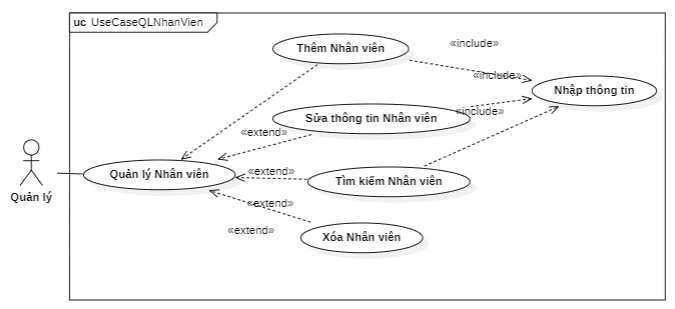 uc UseCaseQLNhanVien
Thêm Nhân viên
«include»
«include»
Nhập thông tin
Sửa thông tin Nhân viên
«include»
«extend»
Quản lý Nhân viên
«extend»
Tìm kiếm Nhân viên
Quản lý
«extend»
«extend»
Xóa Nhân viên